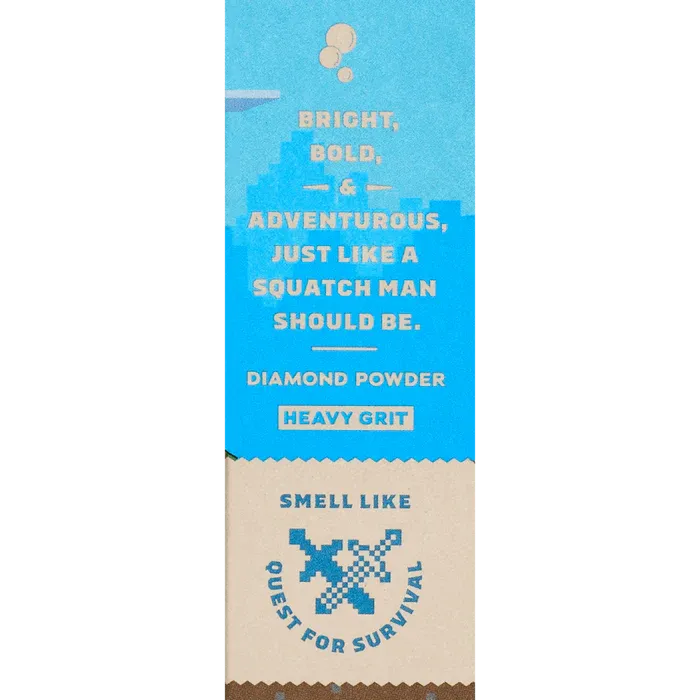 BRIGHT,
BOLD,
&
ADVENTUROUS,
JUST LIKE A
SQUATCH MAN
SHOULD BE.
DIAMOND POWDER
HEAVY GRIT
SMELL LIKE
QUEST FOR SURVIVAL